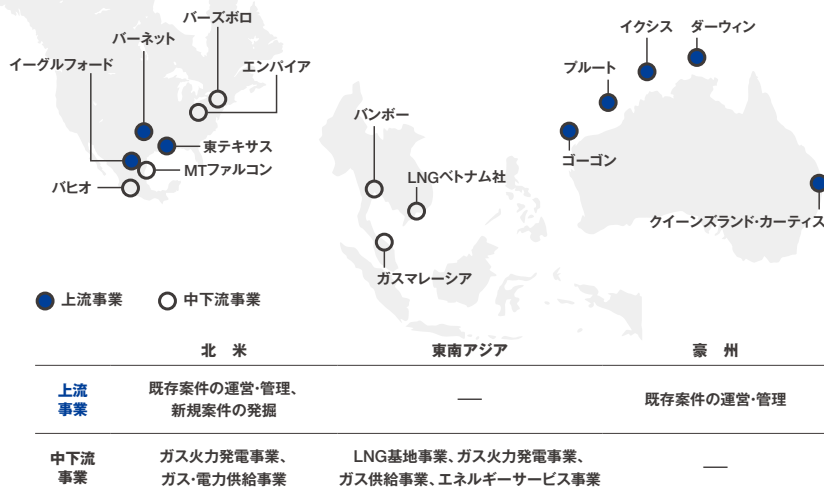 バーズボロ
バーネット
イーグルフォード
エンパイア
東テキサス
MTファルコン
バヒオ
バンポー
LNGベトナム社
ガスマレーシア
イクシス
ダーウィン
プルート
ゴーゴン
クイーンズランド・カーティス
上流事業
中下流事業
北 米
東南アジア
豪 州
上流
事業
既存案件の運営・管理、
新規案件の発掘
—
既存案件の運営・管理
中下流
事業
ガス火力発電事業、
ガス・電力供給事業
LNG基地事業、ガス火力発電事業、
ガス供給事業、エネルギーサービス事業
—